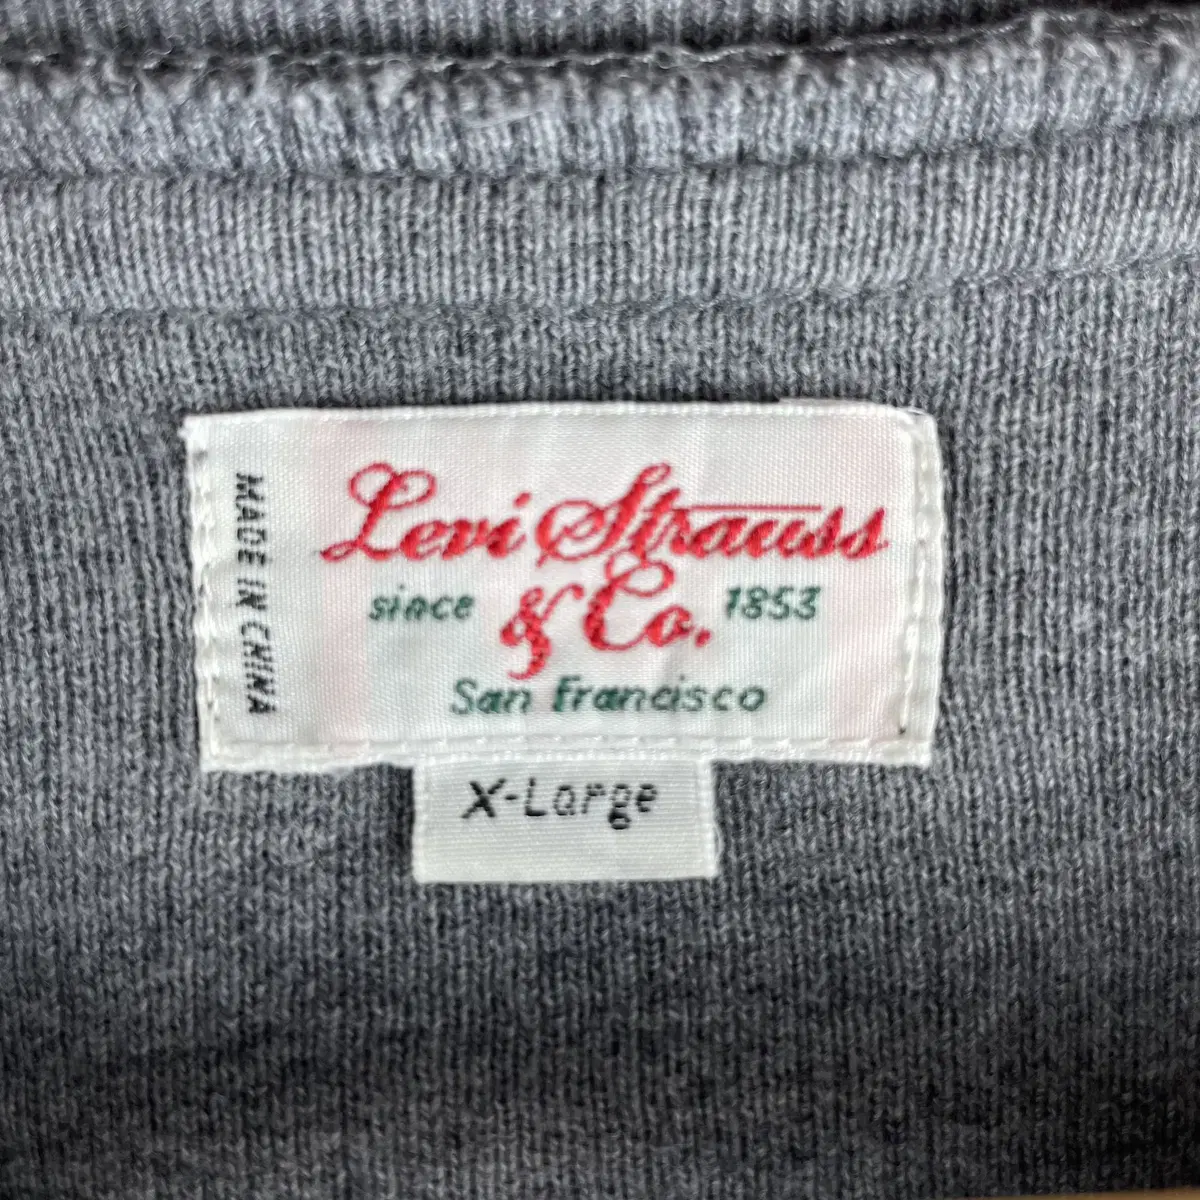 MADE IN CHINA
Levi Strauss
since & Co. 1853
San Francisco
X-Large